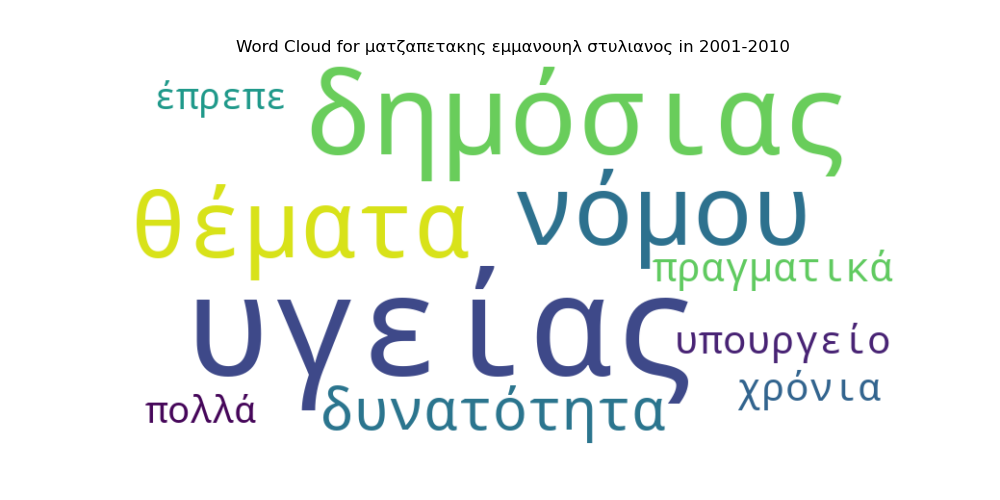 Word Cloud for ματζαπετακης εμμανουηλ στυλιανος in 2001-2010
έπρεπε
δημόσιας
θέματα
νόμου
πραγματικά
υγείας
υπουργείο
χρόνια
πολλά
δυνατότητα